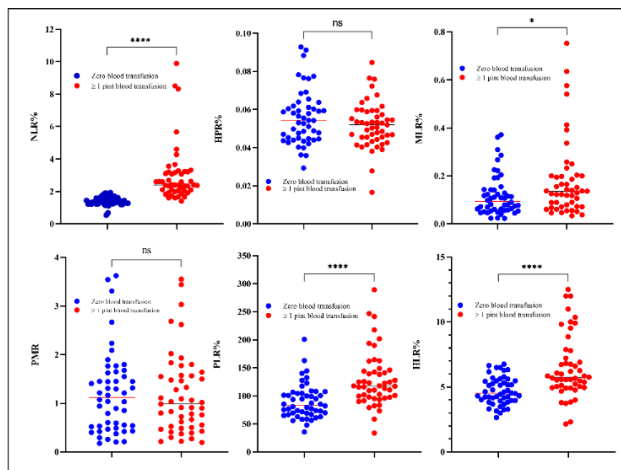 ****
NLR%
12
10
8
6
4
2
0
Zero blood transfusion
≥ 1 pint blood transfusion
ns
HPR%
0.10
0.08
0.06
0.04
0.02
0.00
Zero blood transfusion
≥ 1 pint blood transfusion
*
MLR%
0.8
0.6
0.4
0.2
0.0
Zero blood transfusion
≥ 1 pint blood transfusion
ns
PMR
4
3
2
1
0
Zero blood transfusion
≥ 1 pint blood transfusion
****
PLR%
350
300
250
200
150
100
50
0
Zero blood transfusion
≥ 1 pint blood transfusion
****
HLR%
15
10
5
0
Zero blood transfusion
≥ 1 pint blood transfusion